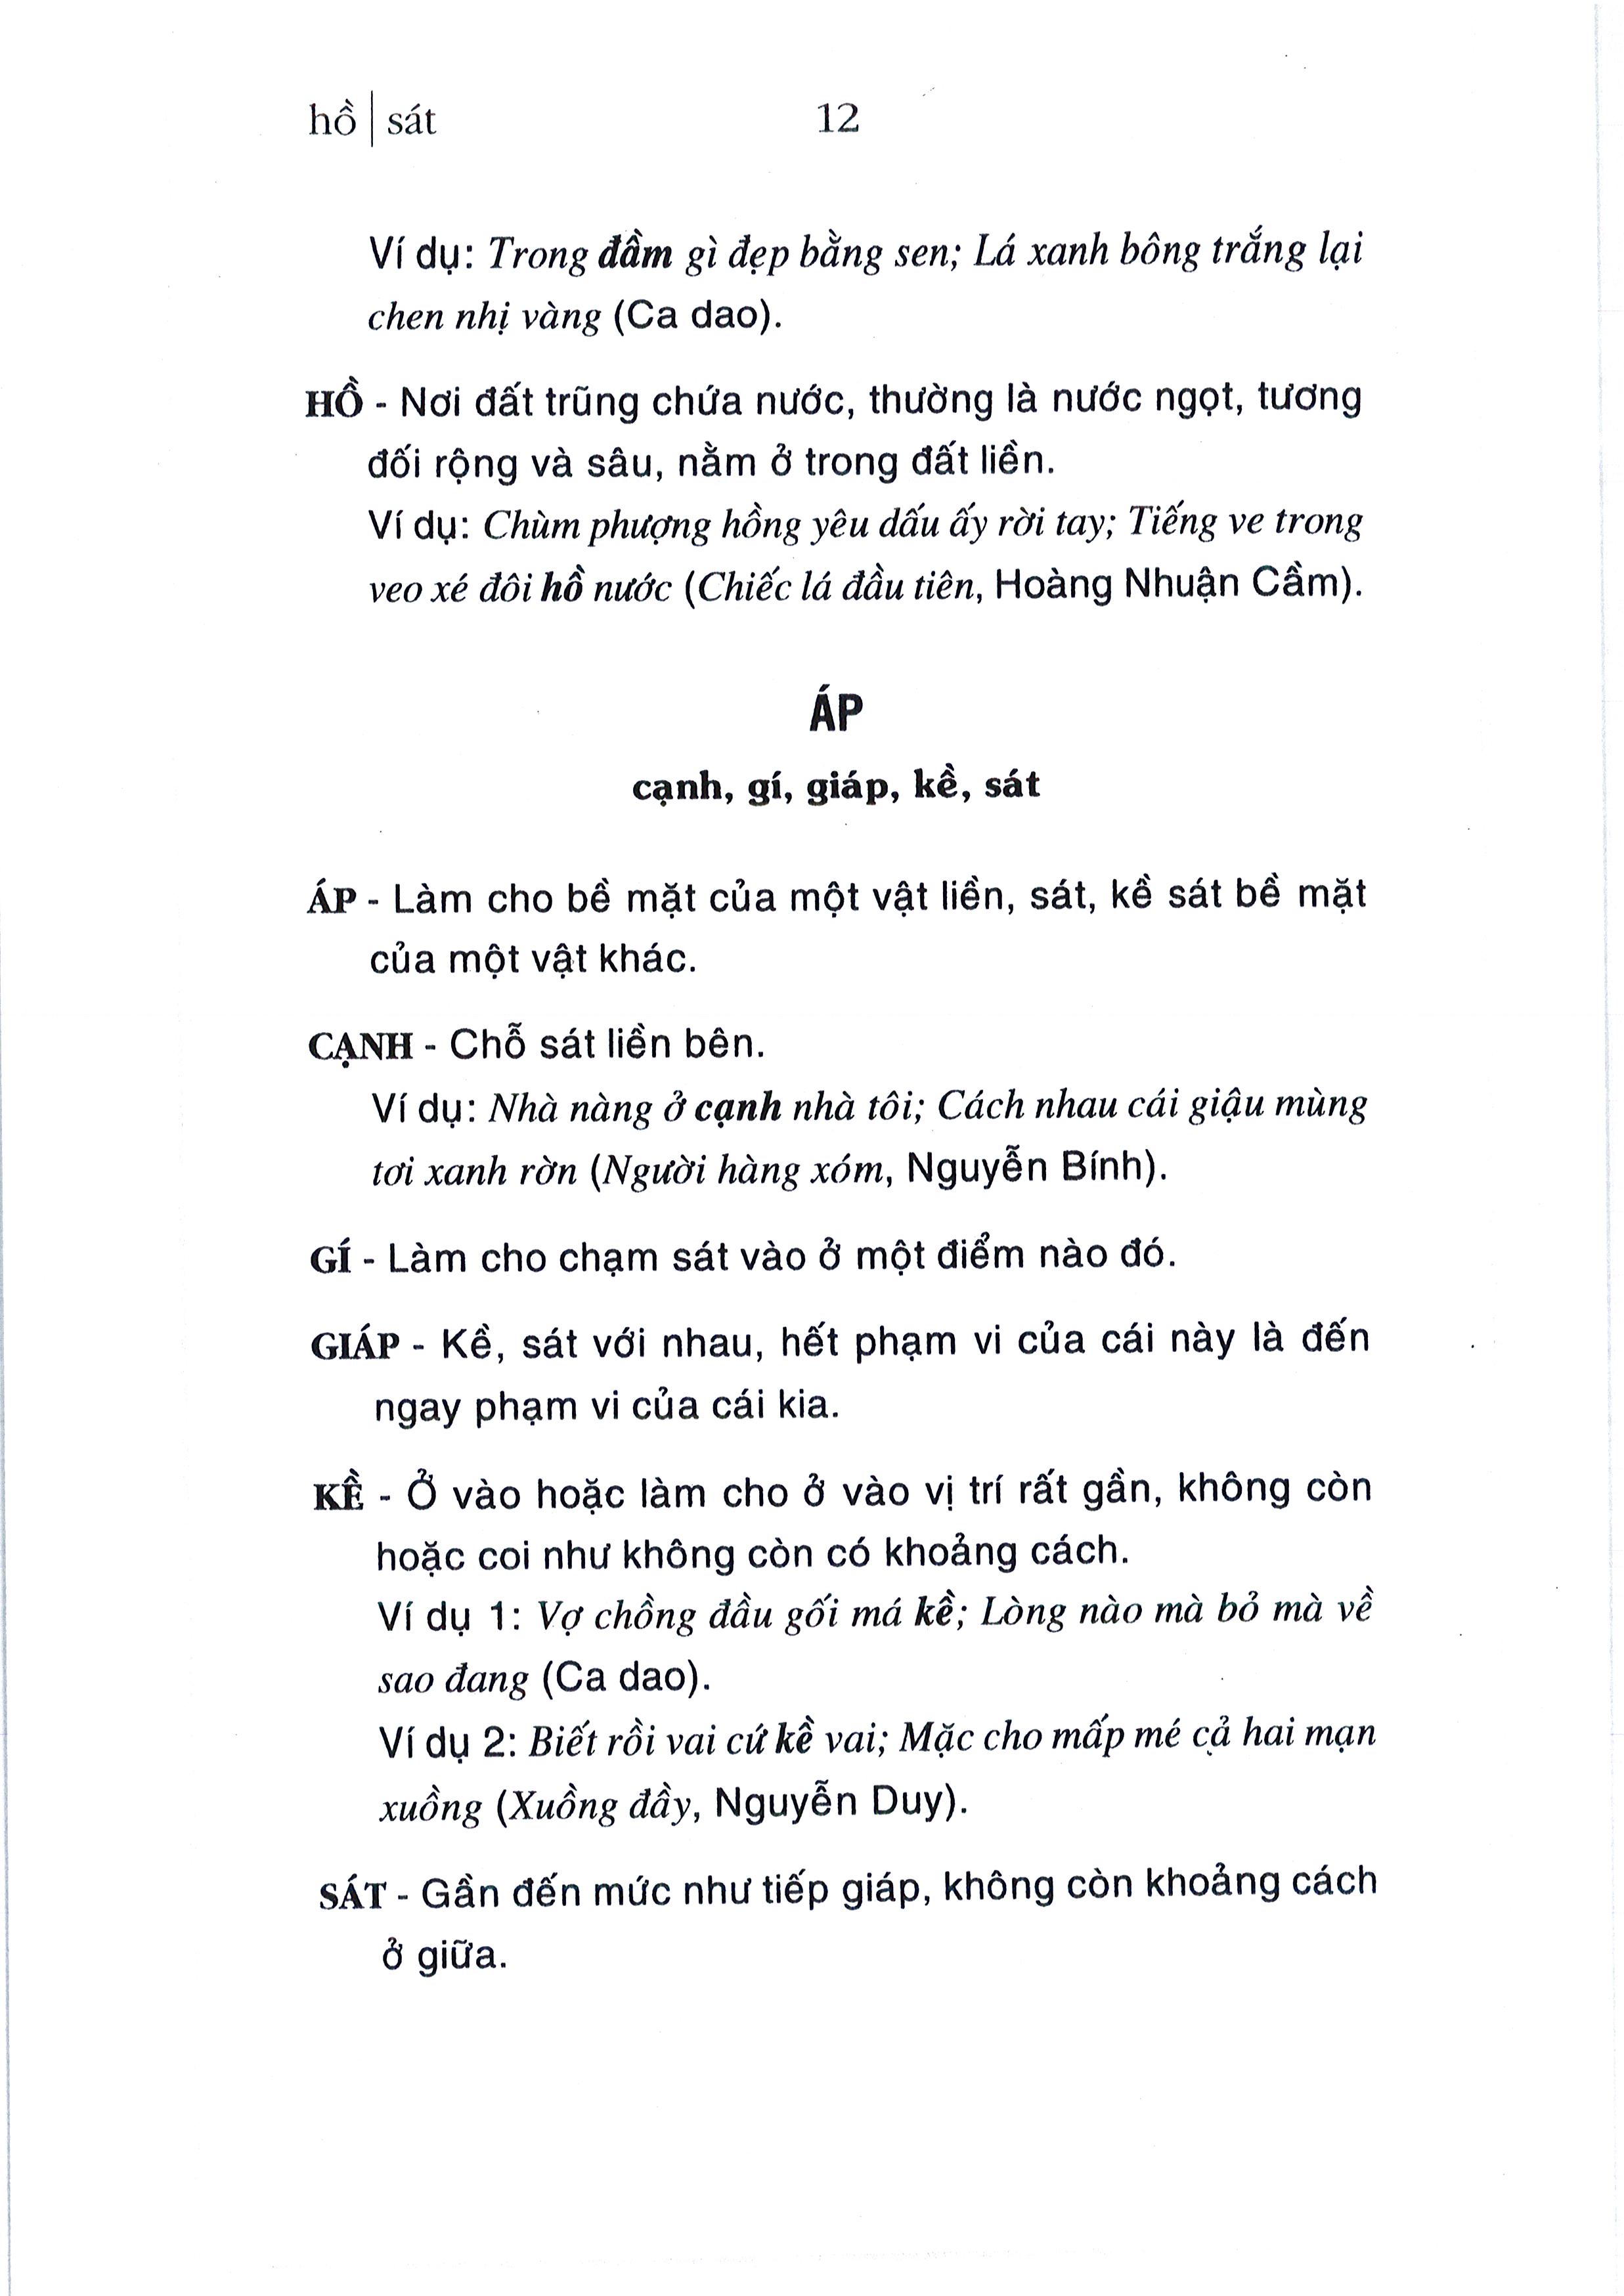 hồ | sát 12
Ví dụ: Trong đầm gì đẹp bằng sen; Lá xanh bông trắng lại
chen nhị vàng (Ca dao).
HỒ - Nơi đất trũng chứa nước, thường là nước ngọt, tương
đối rộng và sâu, nằm ở trong đất liền.
Ví dụ: Chùm phượng hồng yêu dấu ấy rời tay; Tiếng ve trong
veo xé đôi hồ nước (Chiếc lá đầu tiên, Hoàng Nhuận Cầm).
ÁP
cạnh, gí, giáp, kề, sát
ÁP - Làm cho bề mặt của một vật liền, sát, kề sát bề mặt
của một vật khác.
CẠNH - Chỗ sát liền bên.
Ví dụ: Nhà nàng ở cạnh nhà tôi; Cách nhau cái giậu mùng
tơi xanh rờn (Người hàng xóm, Nguyễn Bính).
GÍ - Làm cho chạm sát vào ở một điểm nào đó.
GIÁP - Kề, sát với nhau, hết phạm vi của cái này là đến
ngay phạm vi của cái kia.
KỀ - Ở vào hoặc làm cho ở vào vị trí rất gần, không còn
hoặc coi như không còn có khoảng cách.
Ví dụ 1: Vợ chồng đầu gối má kề; Lòng nào mà bỏ mà về
sao đang (Ca dao).
Ví dụ 2: Biết rồi vai cứ kề vai; Mặc cho mấp mé cả hai mạn
xuồng (Xuồng đầy, Nguyễn Duy).
SÁT - Gần đến mức như tiếp giáp, không còn khoảng cách
ở giữa.